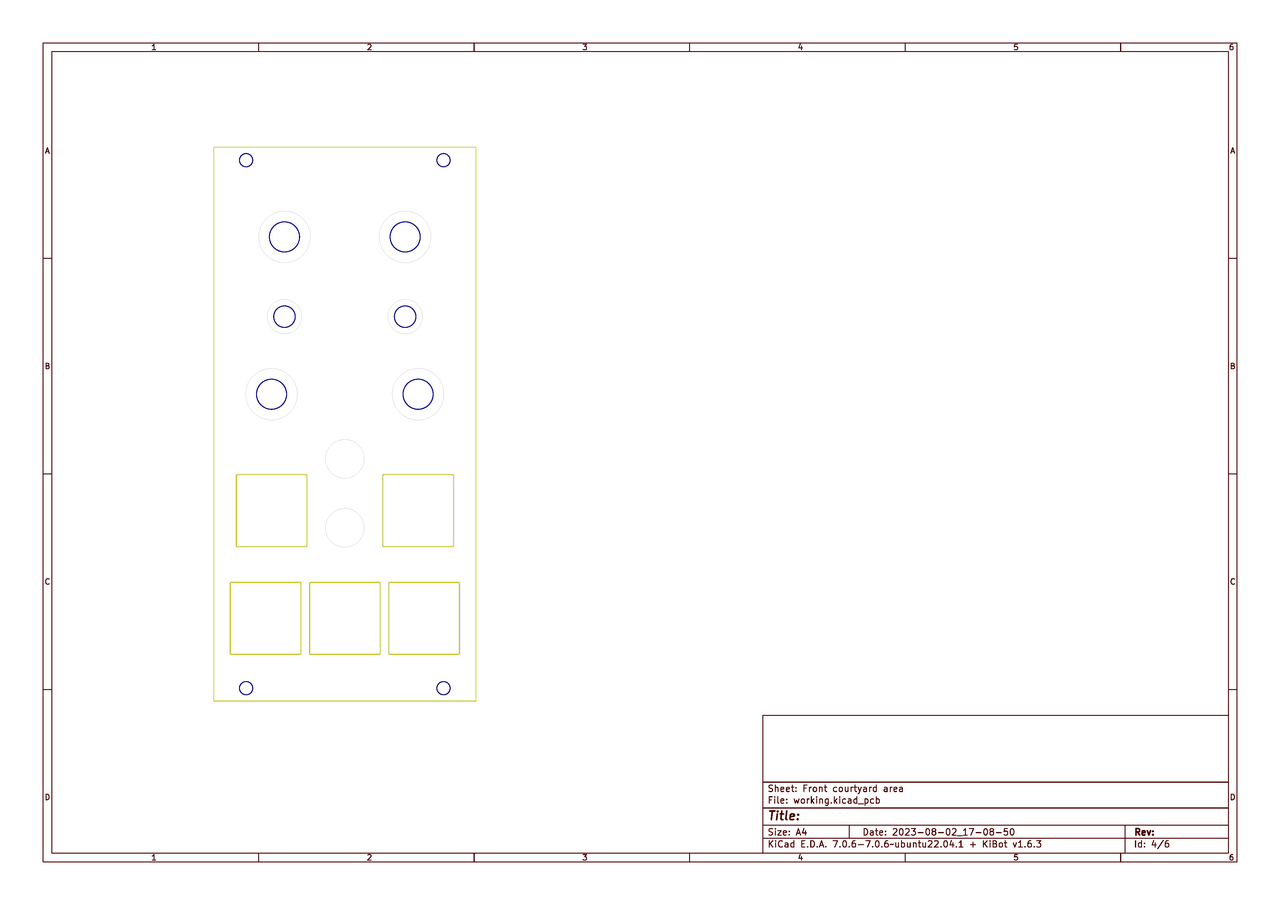 1 2 3 4 5 6
A A
B B
C C
D D
Sheet: Front courtyard area
File: working.kicad_pcb
Title:
Size: A4 Date: 2023-08-02_17-08-50 Rev:
KiCad E.D.A. 7.0.6-7.0.6~ubuntu22.04.1 + KiBot v1.6.3 Id: 4/6
1 2 3 4 5 6